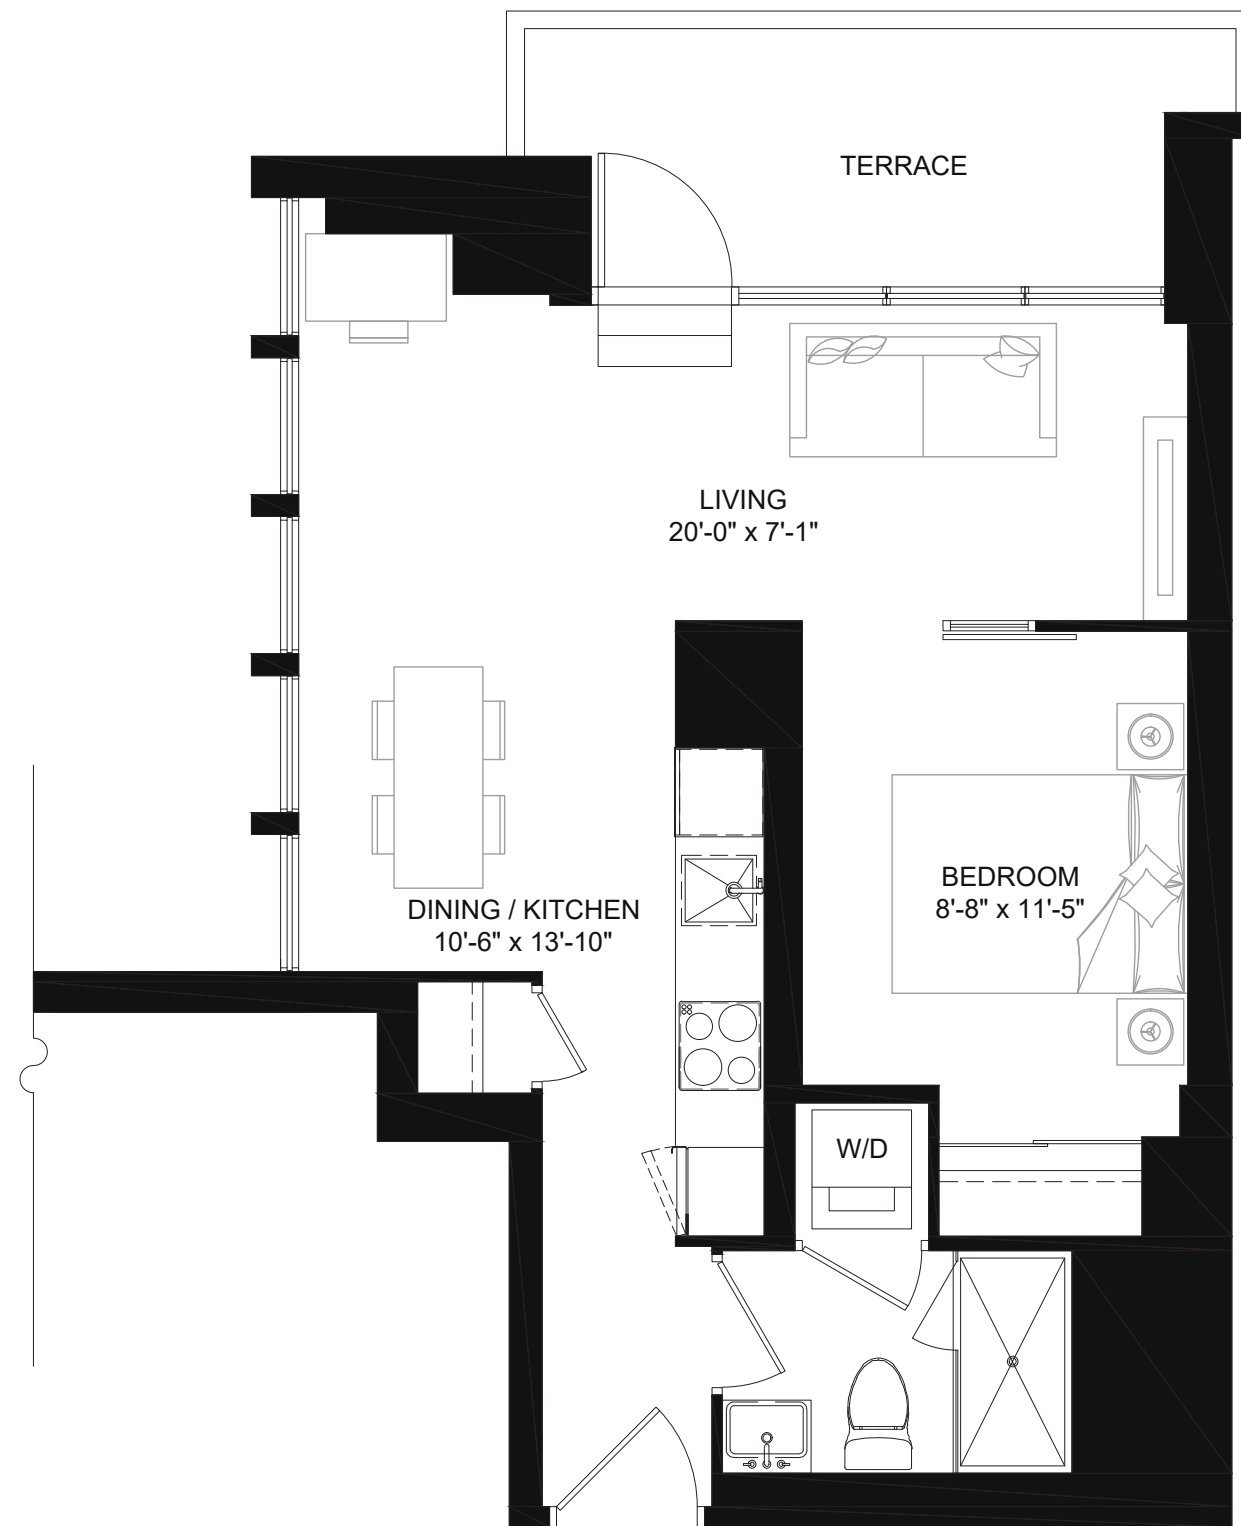 TERRACE
LIVING
20'-0" x 7'-1"
BEDROOM
8'-8" x 11'-5"
DINING / KITCHEN
10'-6" x 13'-10"
W/D